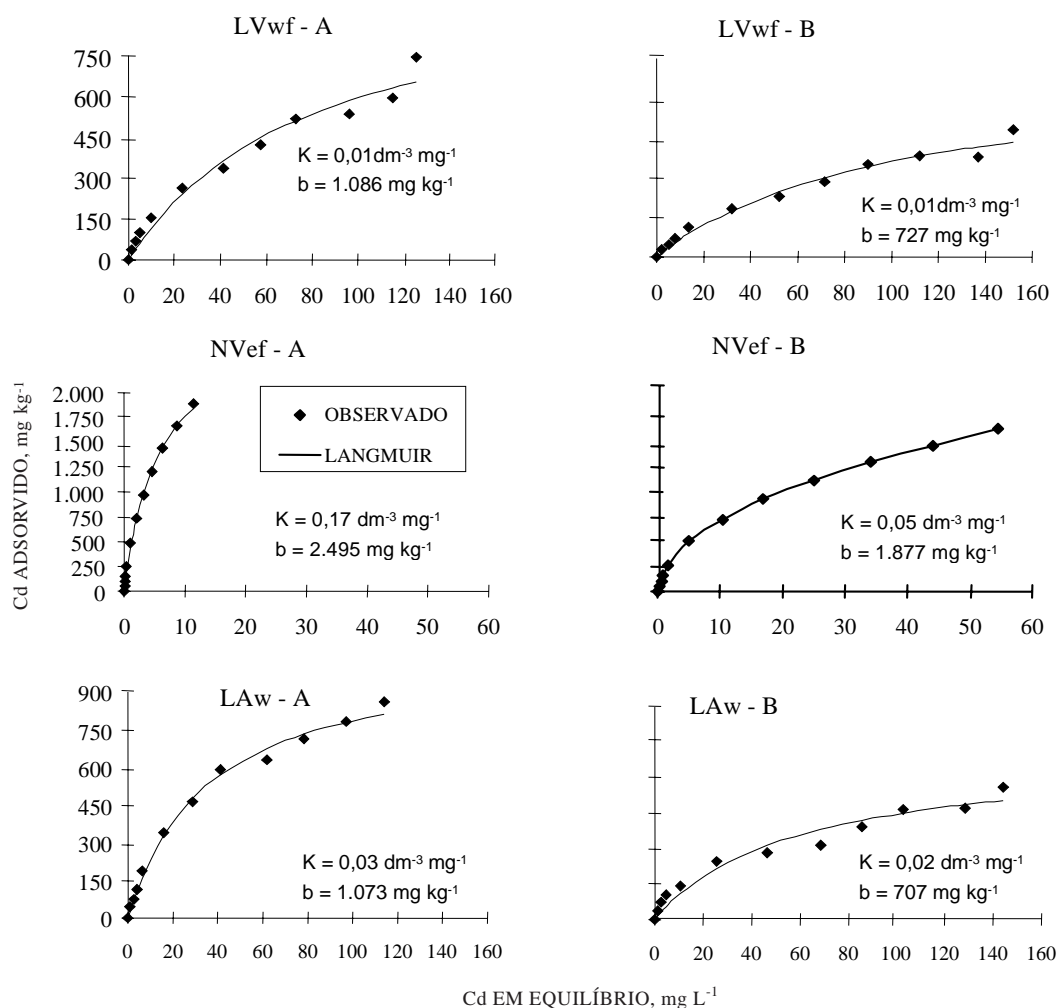 LVwf - A
750
600
450
300
150
0
0 20 40 60 80 100 120 140 160
K = 0,01dm⁻³ mg⁻¹
b = 1.086 mg kg⁻¹
LVwf - B
0 20 40 60 80 100 120 140 160
K = 0,01dm⁻³ mg⁻¹
b = 727 mg kg⁻¹
Cd ADSORVIDO, mg kg⁻¹
NVef - A
2.000
1.750
1.500
1.250
1.000
750
500
250
0
0 10 20 30 40 50 60
OBSERVADO
LANGMUIR
K = 0,17 dm⁻³ mg⁻¹
b = 2.495 mg kg⁻¹
NVef - B
0 10 20 30 40 50 60
K = 0,05 dm⁻³ mg⁻¹
b = 1.877 mg kg⁻¹
LAw - A
900
750
600
450
300
150
0
0 20 40 60 80 100 120 140 160
K = 0,03 dm⁻³ mg⁻¹
b = 1.073 mg kg⁻¹
LAw - B
0 20 40 60 80 100 120 140 160
K = 0,02 dm⁻³ mg⁻¹
b = 707 mg kg⁻¹
Cd EM EQUILÍBRIO, mg L⁻¹